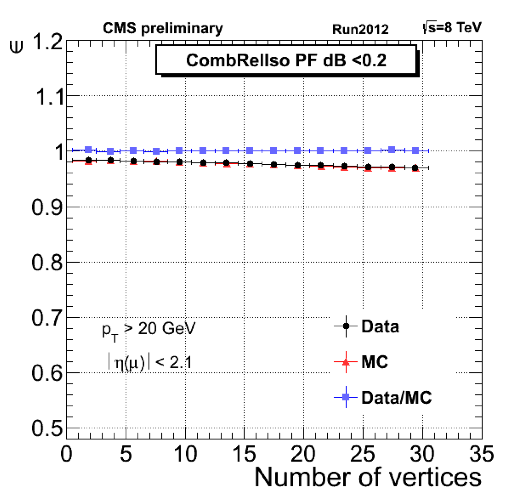 CMS preliminary Run2012 √s=8 TeV
CombRelIso PF dB <0.2
ε
1.2
1.1
1
0.9
0.8
0.7
0.6
0.5
p_T > 20 GeV
|η(μ)| < 2.1
Data
MC
Data/MC
0 5 10 15 20 25 30 35
Number of vertices